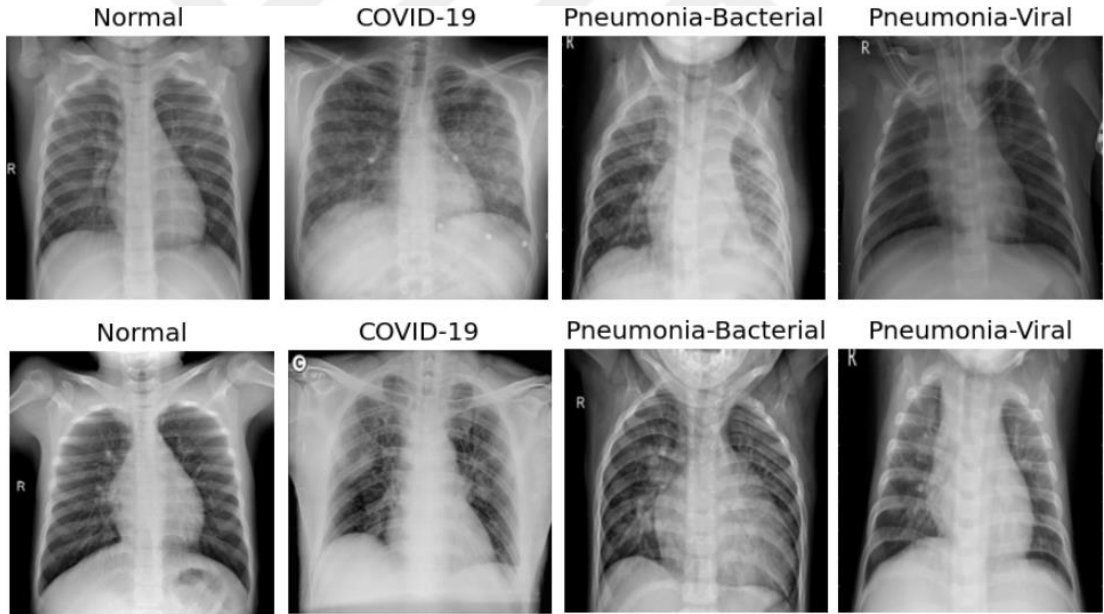 Normal COVID-19 Pneumonia-Bacterial Pneumonia-Viral
R R R
R
Normal COVID-19 Pneumonia-Bacterial Pneumonia-Viral
G R
R
R